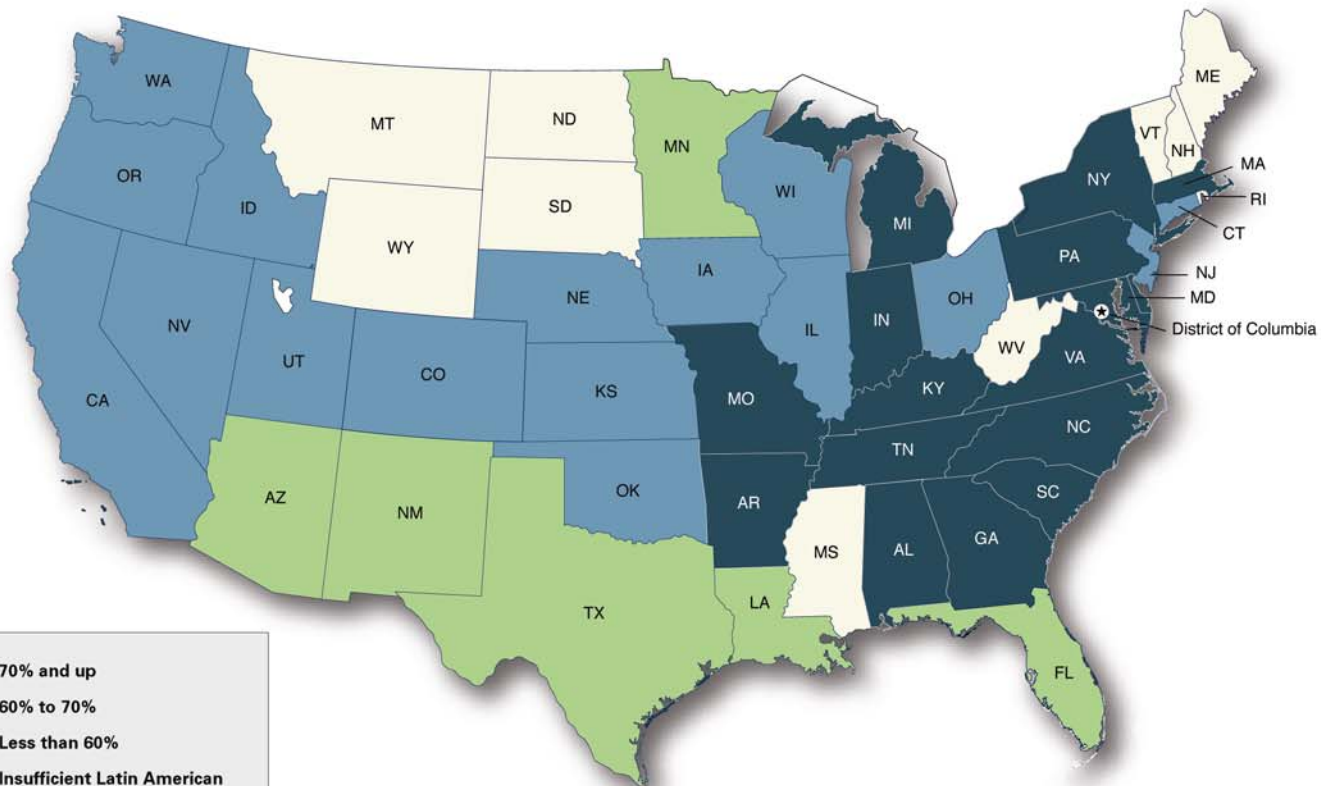 WA
MT
ND
MN
ME
VT
NH
OR
ID
WY
SD
WI
MI
NY
MA
RI
CT
NJ
MD
District of Columbia
PA
NV
UT
CO
NE
IA
IL
IN
OH
WV
VA
CA
KS
MO
KY
NC
TN
AZ
NM
OK
AR
SC
MS
AL
GA
TX
LA
FL
70% and up
60% to 70%
Less than 60%
Insufficient Latin American